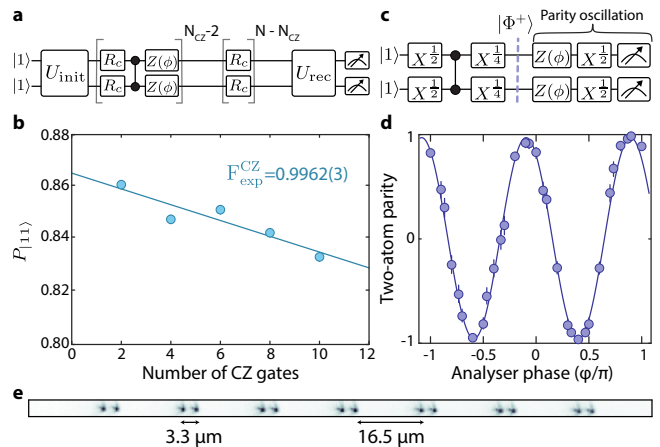 a
N_CZ-2
N - N_CZ
|1⟩ U_init R_c Z(ϕ) R_c U_rec
|1⟩ R_c Z(ϕ) R_c
c
|Φ⁺⟩
Parity oscillation
|1⟩ X^{1/2} X^{1/4} Z(ϕ) X^{1/2}
|1⟩ X^{1/2} X^{1/4} Z(ϕ) X^{1/2}
b
F_exp^CZ=0.9962(3)
P_|11⟩
0.88
0.86
0.84
0.82
0.80
0 2 4 6 8 10 12
Number of CZ gates
d
Two-atom parity
1
0
-1
-1 -0.5 0 0.5 1
Analyser phase (φ/π)
e
3.3 μm
16.5 μm